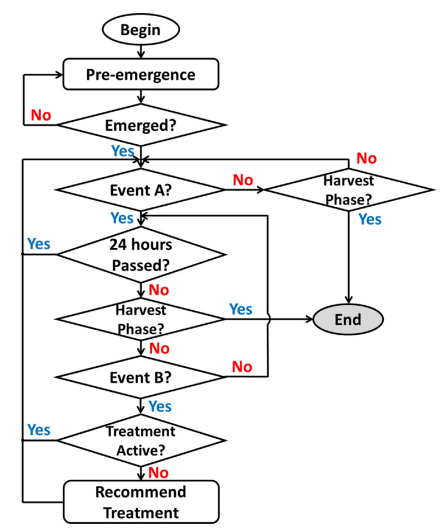 Begin
Pre-emergence
No
Emerged?
Yes
No
Event A?
No
Harvest
Phase?
Yes
Yes
24 hours
Passed?
Yes
No
Harvest
Phase?
Yes
End
No
Event B?
No
Yes
Treatment
Active?
Yes
No
Recommend
Treatment